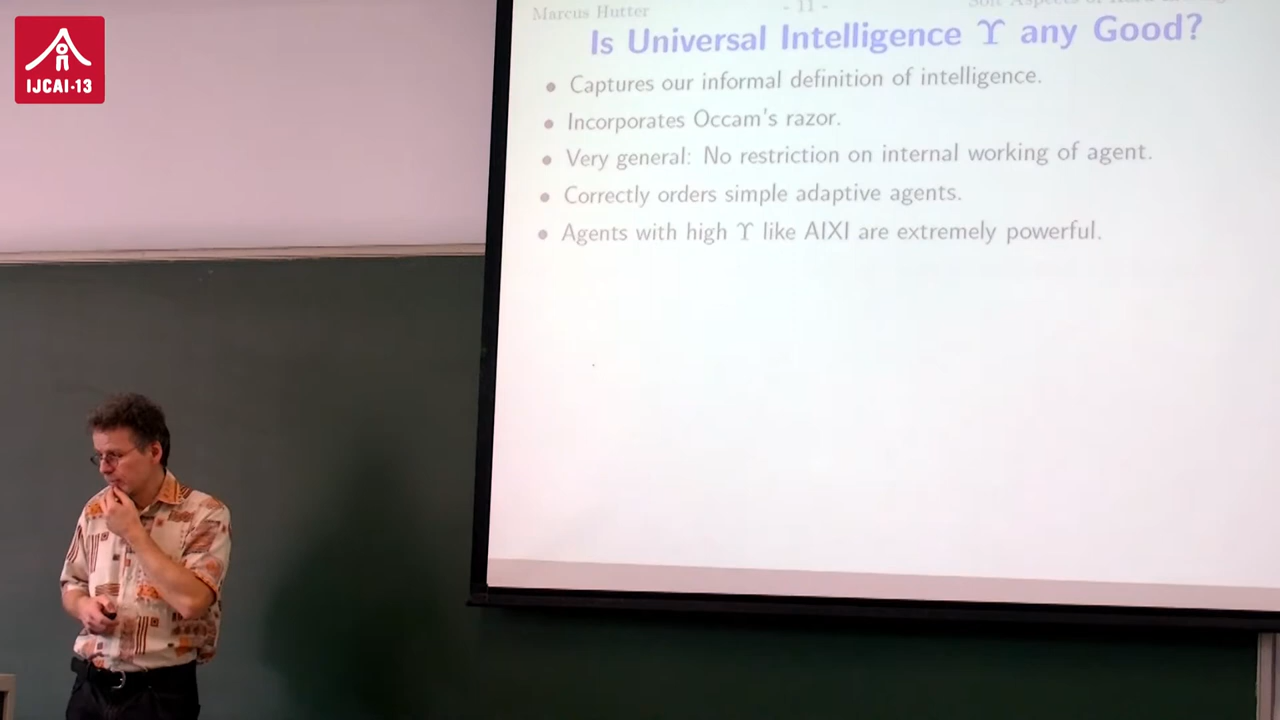 IJCAI-13
Marcus Hutter - 11 -
Is Universal Intelligence ϒ any Good?
• Captures our informal definition of intelligence.
• Incorporates Occam's razor.
• Very general: No restriction on internal working of agent.
• Correctly orders simple adaptive agents.
• Agents with high ϒ like AIXI are extremely powerful.